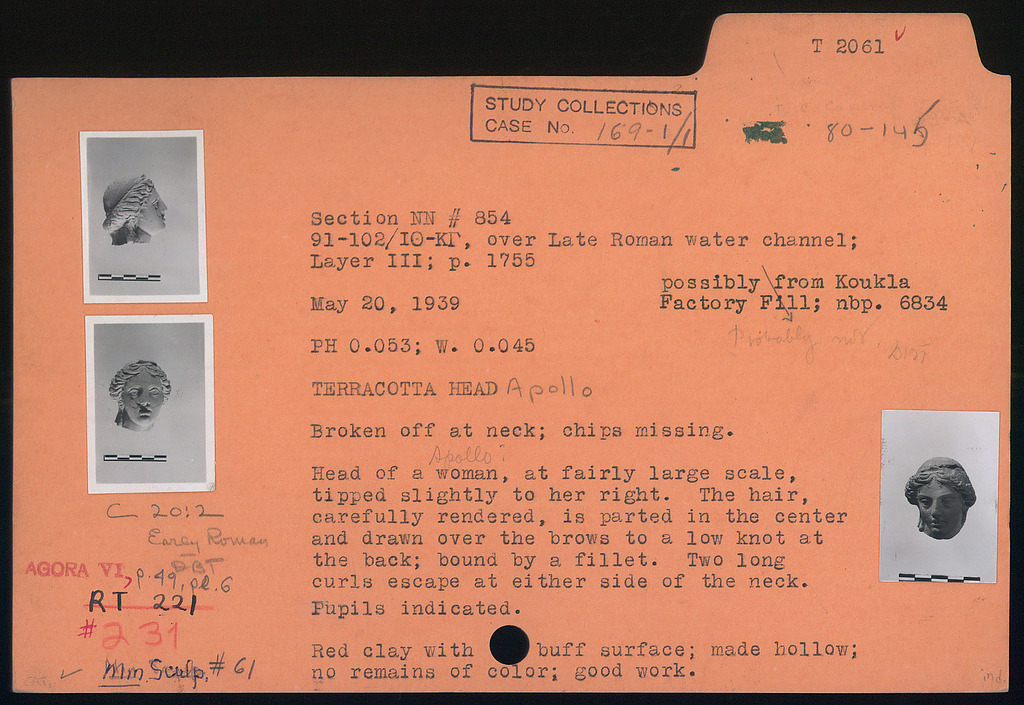 T 2061 ✓
STUDY COLLECTIONS
CASE No. 169-1/1
80-145
Section NN # 854
91-102/ΙΘ-ΚΓ, over Late Roman water channel;
Layer III; p. 1755
possibly from Koukla
Factory Fill; nbp. 6834
Probably not. DBT
May 20, 1939
PH 0.053; W. 0.045
TERRACOTTA HEAD Apollo
Broken off at neck; chips missing.
Apollo?
Head of a woman, at fairly large scale,
tipped slightly to her right. The hair,
carefully rendered, is parted in the center
and drawn over the brows to a low knot at
the back; bound by a fillet. Two long
curls escape at either side of the neck.
Pupils indicated.
Red clay with buff surface; made hollow;
no remains of color; good work.
C 20:2
Early Roman
DBT
AGORA VI, p. 49, pl. 6
RT 221
#231
✓ Mm. Sculp. # 61